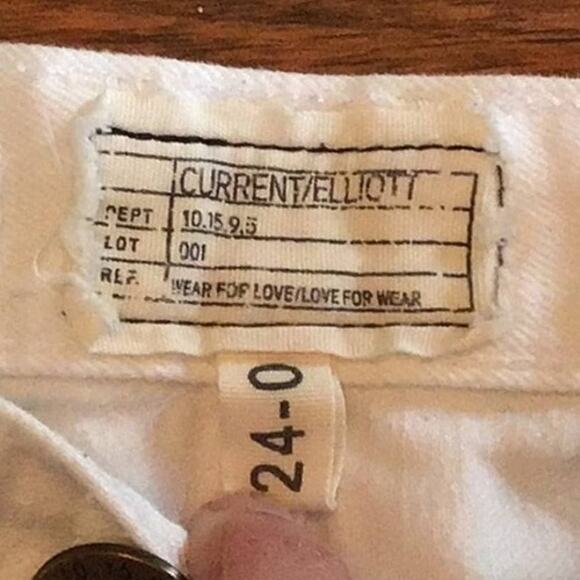 CURRENT/ELLIOTT
DEPT 10.15.9.5
LOT 001
REF. WEAR FOR LOVE/LOVE FOR WEAR
24-0